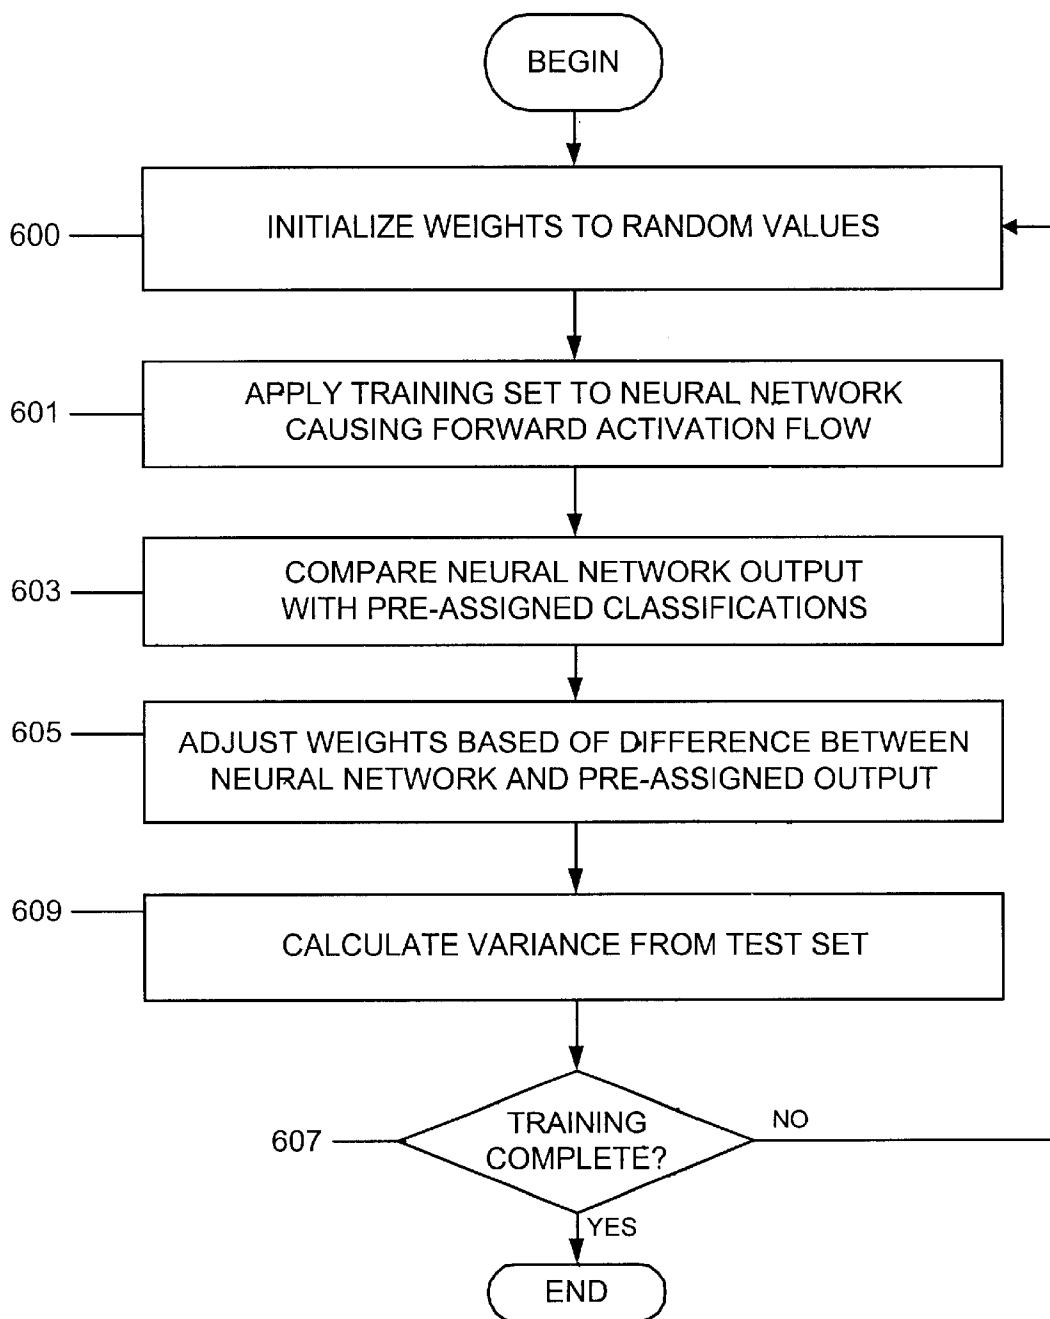 BEGIN
600
INITIALIZE WEIGHTS TO RANDOM VALUES
601
APPLY TRAINING SET TO NEURAL NETWORK
CAUSING FORWARD ACTIVATION FLOW
603
COMPARE NEURAL NETWORK OUTPUT
WITH PRE-ASSIGNED CLASSIFICATIONS
605
ADJUST WEIGHTS BASED OF DIFFERENCE BETWEEN
NEURAL NETWORK AND PRE-ASSIGNED OUTPUT
609
CALCULATE VARIANCE FROM TEST SET
607
TRAINING
COMPLETE?
NO
YES
END